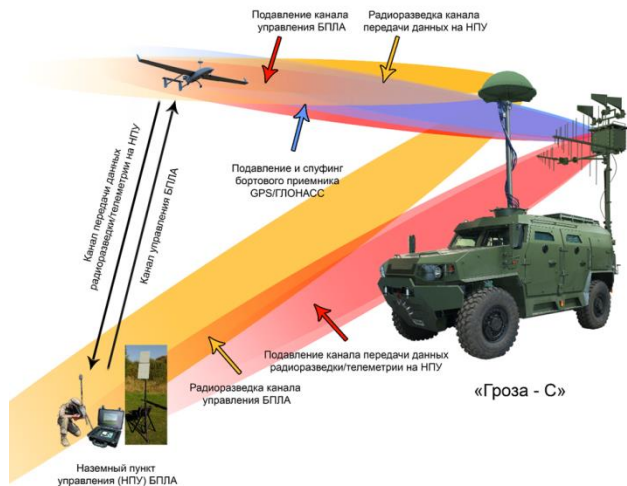 Подавление канала
управления БПЛА
Радиоразведка канала
передачи данных на НПУ
Подавление и спуфинг
бортового приемника
GPS/ГЛОНАСС
Канал передачи данных
радиоразведки/телеметрии на НПУ
Канал управления БПЛА
Подавление канала передачи данных
радиоразведки/телеметрии на НПУ
Радиоразведка канала
управления БПЛА
«Гроза - С»
Наземный пункт
управления (НПУ) БПЛА